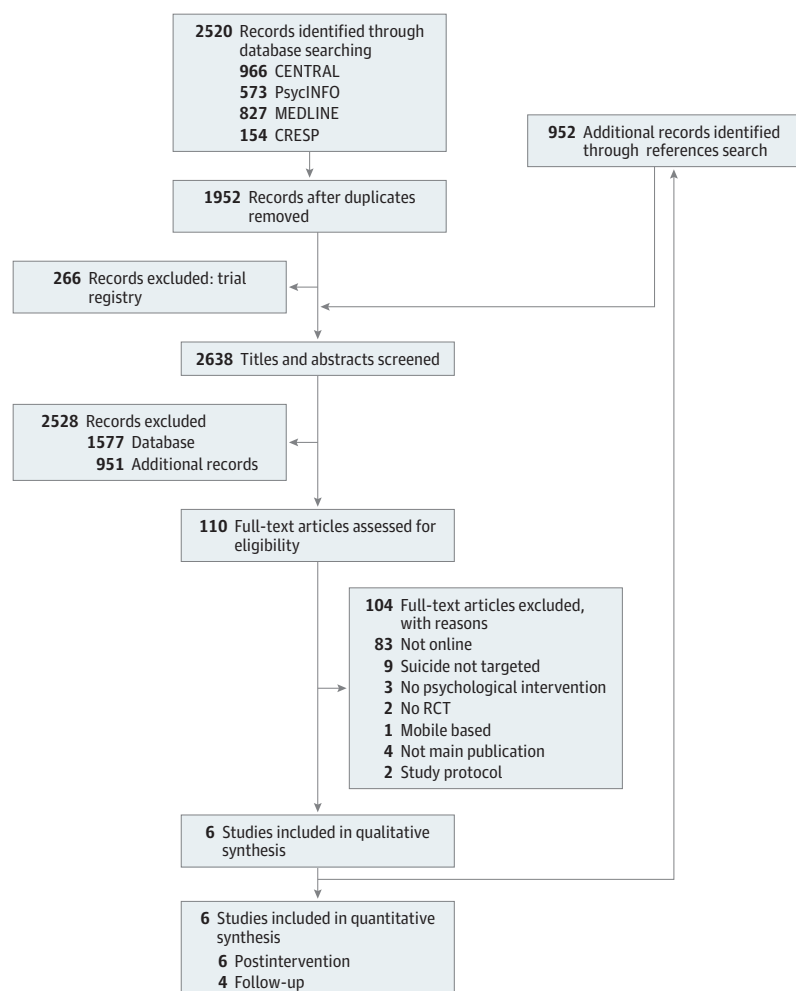 2520 Records identified through
database searching
966 CENTRAL
573 PsycINFO
827 MEDLINE
154 CRESP
952 Additional records identified
through references search
1952 Records after duplicates
removed
266 Records excluded: trial
registry
2638 Titles and abstracts screened
2528 Records excluded
1577 Database
951 Additional records
110 Full-text articles assessed for
eligibility
104 Full-text articles excluded,
with reasons
83 Not online
9 Suicide not targeted
3 No psychological intervention
2 No RCT
1 Mobile based
4 Not main publication
2 Study protocol
6 Studies included in qualitative
synthesis
6 Studies included in quantitative
synthesis
6 Postintervention
4 Follow-up